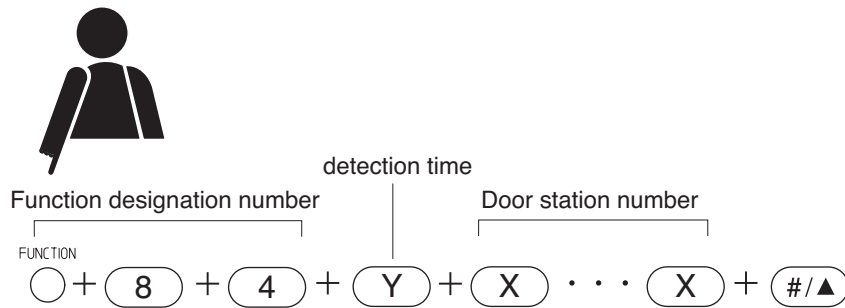 detection time
Function designation number Door station number
FUNCTION
+ 8 + 4 + Y + X · · · X + #/▲